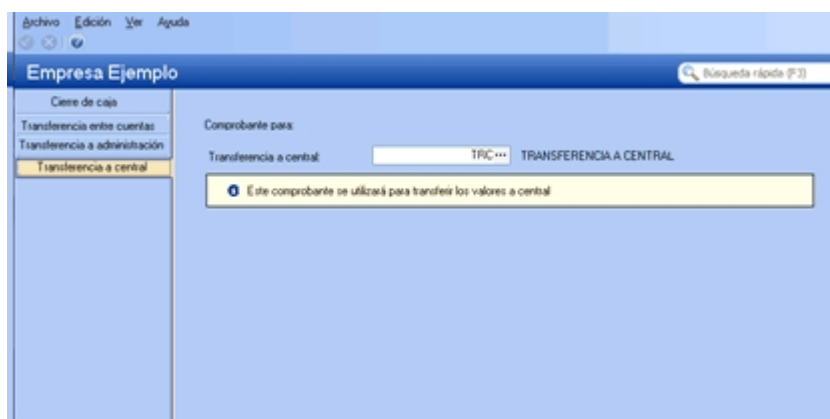 Archivo Edición Ver Ayuda
Empresa Ejemplo
Búsqueda rápida (F3)
Cierre de caja
Transferencia entre cuentas
Transferencia a administración
Transferencia a central
Comprobante para:
Transferencia a central: TRC... TRANSFERENCIA A CENTRAL
Este comprobante se utilizará para transferir los valores a central